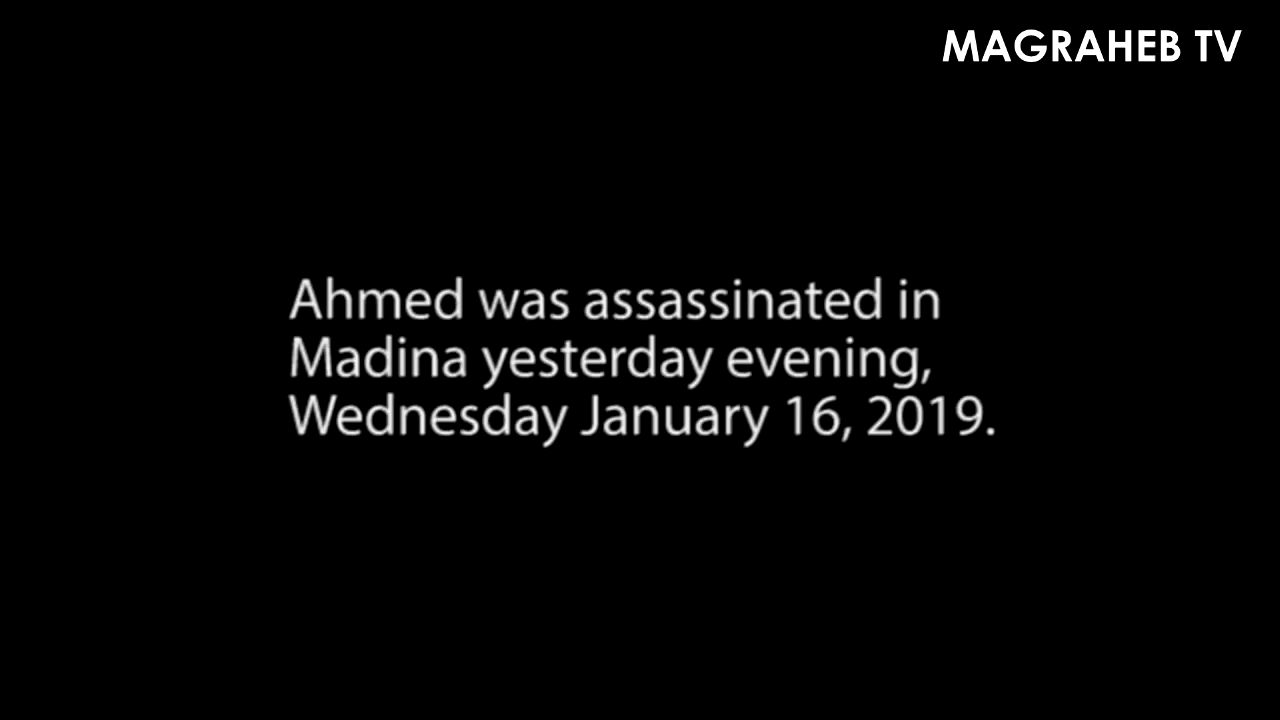 MAGRAHEB TV
Ahmed was assassinated in
Madina yesterday evening,
Wednesday January 16, 2019.